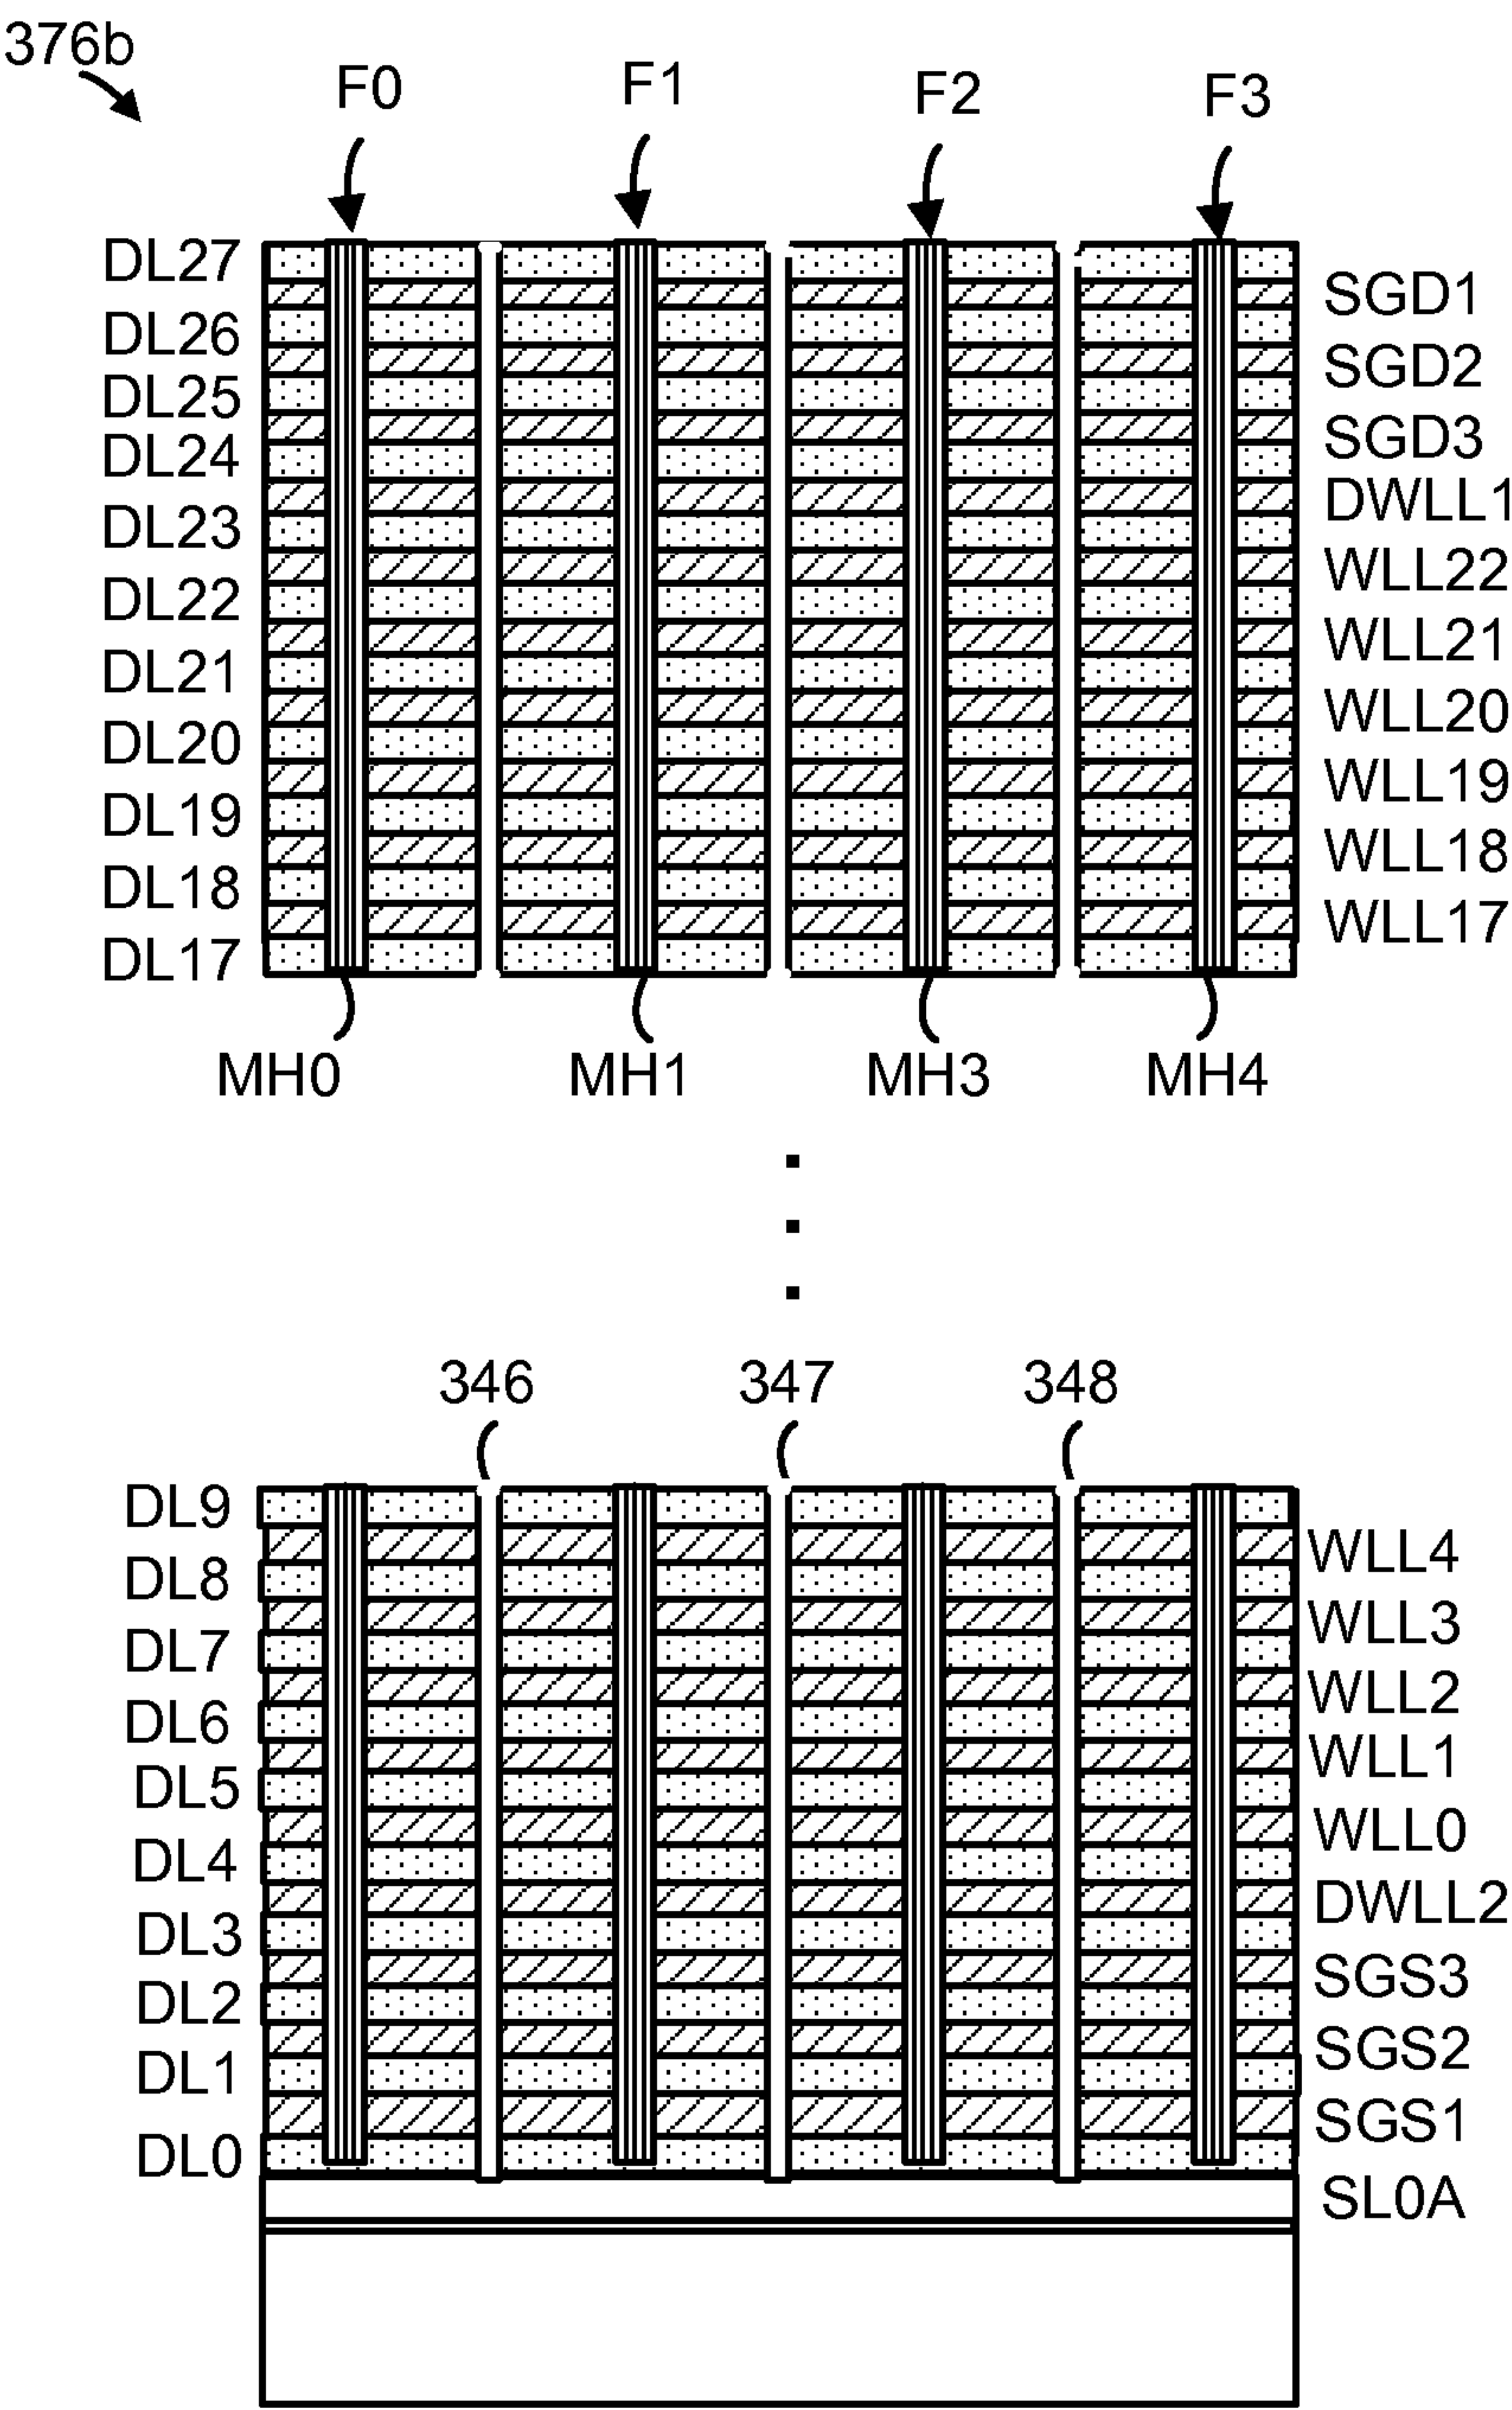 376b
F0 F1 F2 F3
DL27
SGD1
DL26
SGD2
DL25
SGD3
DL24
DWLL1
DL23
WLL22
DL22
WLL21
DL21
WLL20
DL20
WLL19
DL19
WLL18
DL18
WLL17
DL17
MH0 MH1 MH3 MH4
346 347 348
DL9
WLL4
DL8
WLL3
DL7
WLL2
DL6
WLL1
DL5
WLL0
DL4
DWLL2
DL3
SGS3
DL2
SGS2
DL1
SGS1
DL0
SL0A